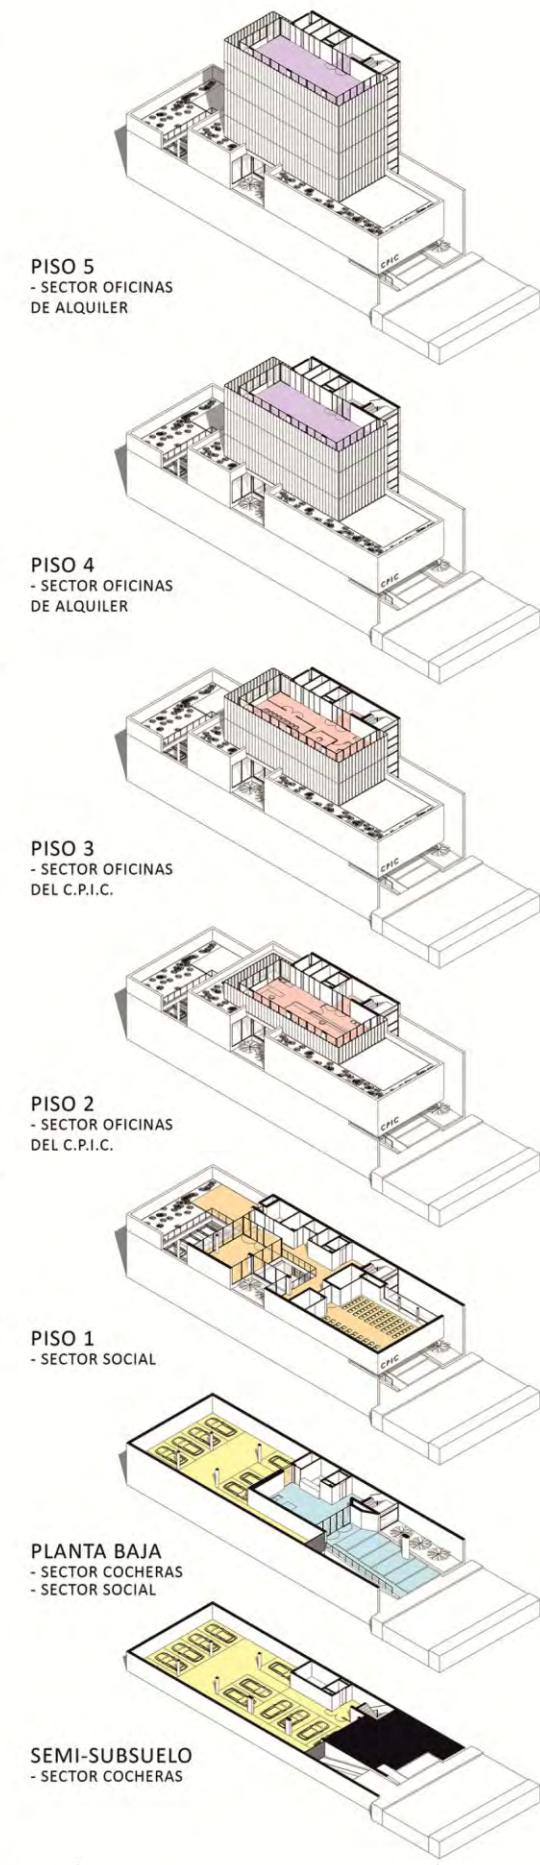 CPIC
PISO 5
- SECTOR OFICINAS
DE ALQUILER
CPIC
PISO 4
- SECTOR OFICINAS
DE ALQUILER
CPIC
PISO 3
- SECTOR OFICINAS
DEL C.P.I.C.
CPIC
PISO 2
- SECTOR OFICINAS
DEL C.P.I.C.
CPIC
PISO 1
- SECTOR SOCIAL
PLANTA BAJA
- SECTOR COCHERAS
- SECTOR SOCIAL
SEMI-SUBSUELO
- SECTOR COCHERAS